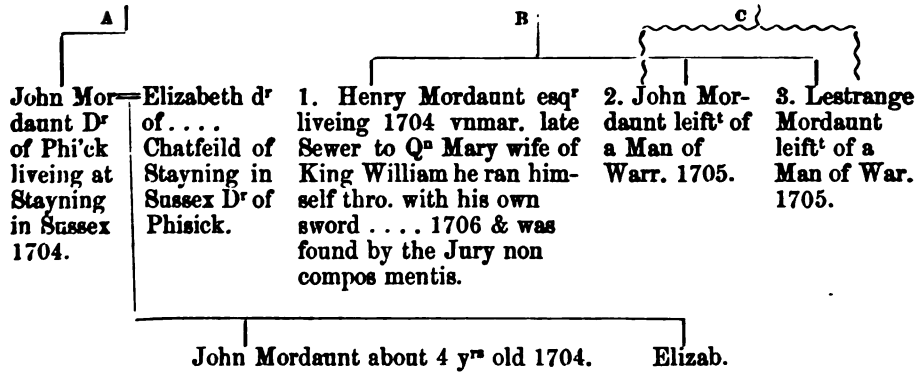 A
B
C
John Mor-
daunt Dʳ
of Phi'ck
liveing at
Stayning
in Sussex
1704.
Elizabeth dʳ
of....
Chatfeild of
Stayning in
Sussex Dʳ of
Phisick.
1. Henry Mordaunt esqʳ
liveing 1704 vnmar. late
Sewer to Qⁿ Mary wife of
King William he ran him-
self thro. with his own
sword .... 1706 & was
found by the Jury non
compos mentis.
2. John Mor-
daunt leiftᵗ of
a Man of
Warr. 1705.
3. Lestrange
Mordaunt
leiftᵗ of a
Man of War.
1705.
John Mordaunt about 4 yʳˢ old 1704.
Elizab.